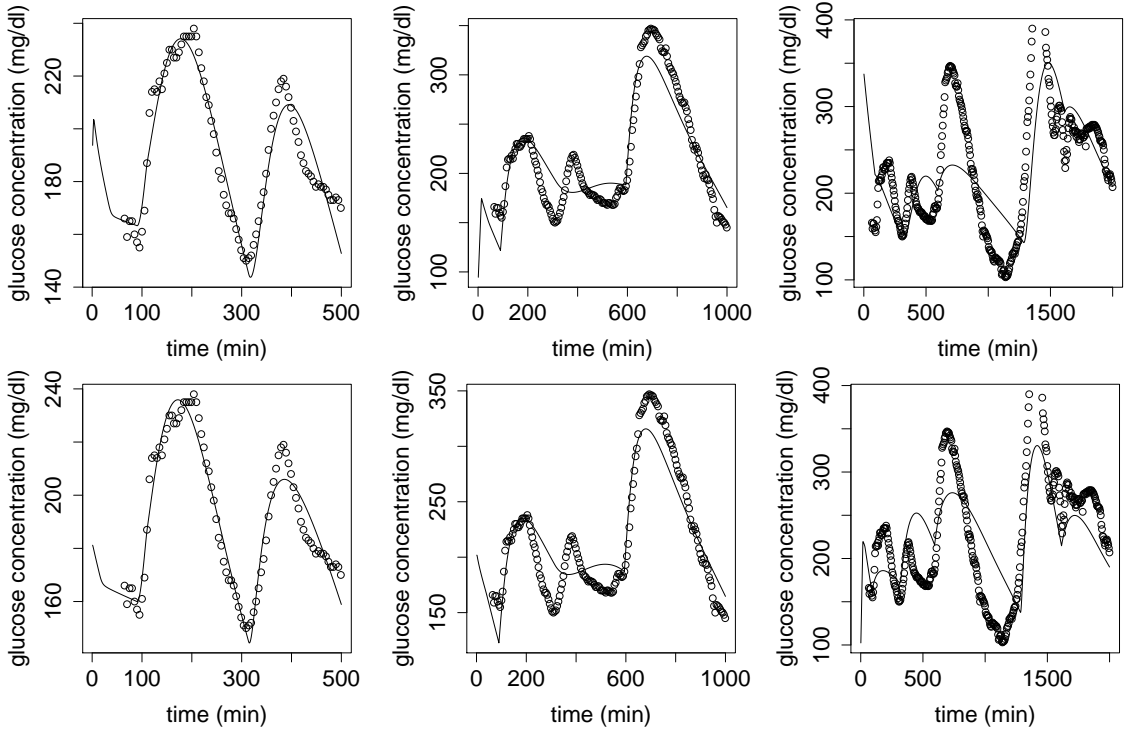 glucose concentration (mg/dl)
140 180 220
0 100 300 500
time (min)
glucose concentration (mg/dl)
100 200 300
0 200 600 1000
time (min)
glucose concentration (mg/dl)
100 200 300 400
0 500 1500
time (min)
glucose concentration (mg/dl)
160 200 240
0 100 300 500
time (min)
glucose concentration (mg/dl)
150 250 350
0 200 600 1000
time (min)
glucose concentration (mg/dl)
100 200 300 400
0 500 1500
time (min)